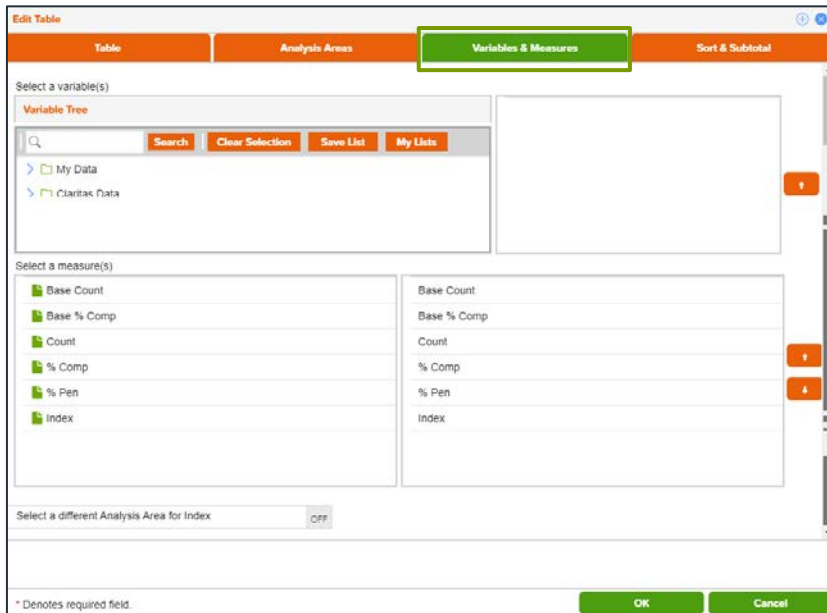 Edit Table
Table Analysis Areas Variables & Measures Sort & Subtotal
Select a variable(s)
Variable Tree
Search Clear Selection Save List My Lists
My Data
Claritas Data
Select a measure(s)
Base Count Base Count
Base % Comp Base % Comp
Count Count
% Comp % Comp
% Pen % Pen
Index Index
Select a different Analysis Area for Index OFF
* Denotes required field. OK Cancel